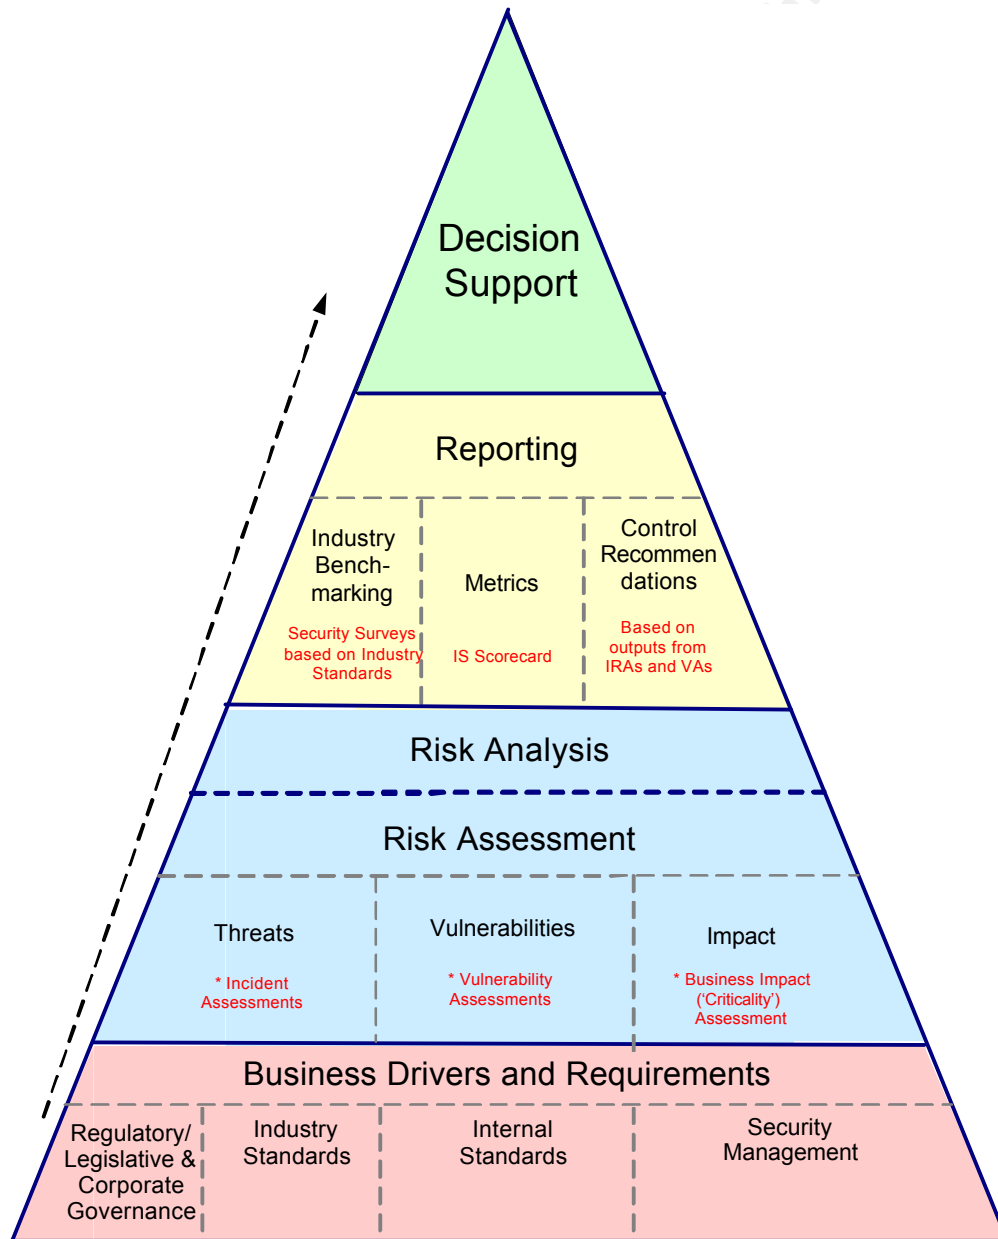 Decision
Support
Reporting
Industry
Bench-
marking
Security Surveys
based on Industry
Standards
Metrics
IS Scorecard
Control
Recommen
dations
Based on
outputs from
IRAs and VAs
Risk Analysis
Risk Assessment
Threats
* Incident
Assessments
Vulnerabilities
* Vulnerability
Assessments
Impact
* Business Impact
(‘Criticality’)
Assessment
Business Drivers and Requirements
Regulatory/
Legislative &
Corporate
Governance
Industry
Standards
Internal
Standards
Security
Management